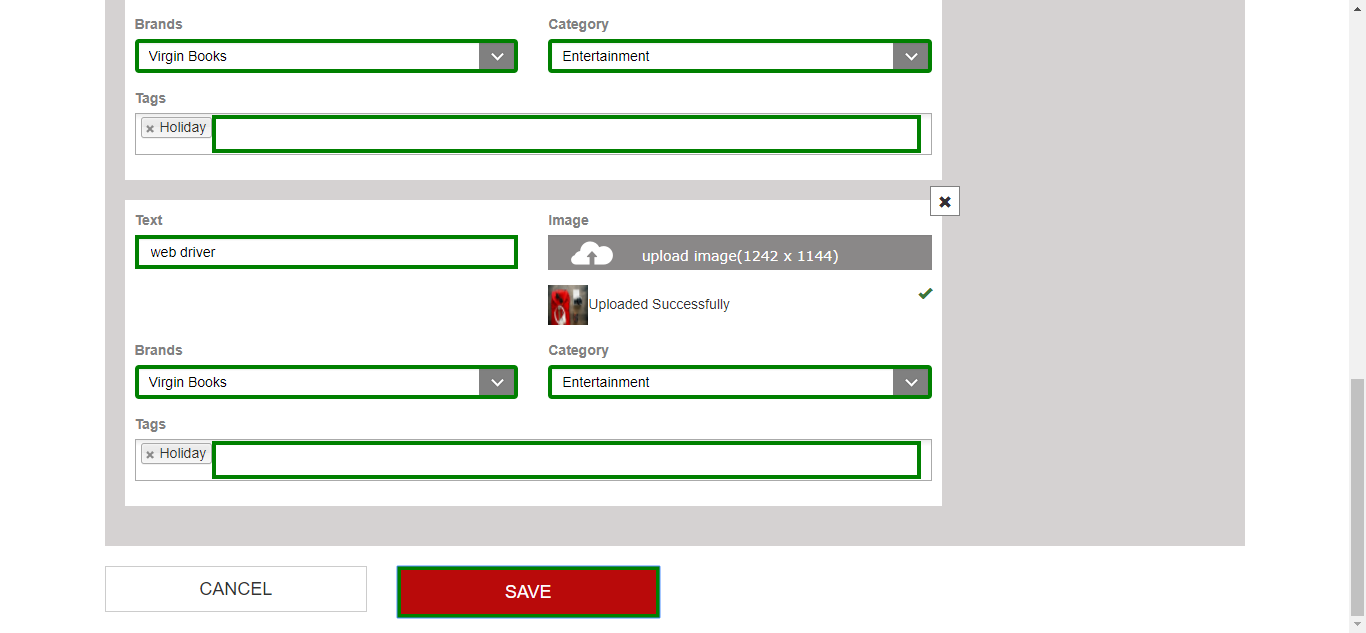 Brands Category
Virgin Books Entertainment
Tags
Holiday
Text Image
web driver upload image(1242 x 1144)
Uploaded Successfully
Brands Category
Virgin Books Entertainment
Tags
Holiday
CANCEL SAVE